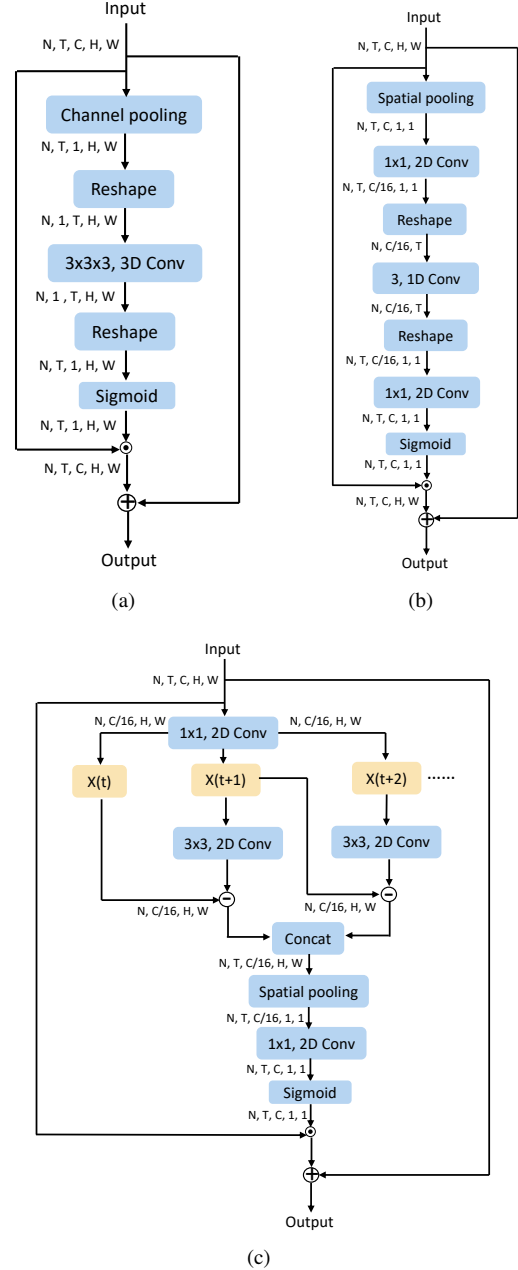 Input
N, T, C, H, W
Channel pooling
N, T, 1, H, W
Reshape
N, 1, T, H, W
3x3x3, 3D Conv
N, 1 , T, H, W
Reshape
N, T, 1, H, W
Sigmoid
N, T, 1, H, W
N, T, C, H, W
Output
(a)
Input
N, T, C, H, W
Spatial pooling
N, T, C, 1, 1
1x1, 2D Conv
N, T, C/16, 1, 1
Reshape
N, C/16, T
3, 1D Conv
N, C/16, T
Reshape
N, T, C/16, 1, 1
1x1, 2D Conv
N, T, C, 1, 1
Sigmoid
N, T, C, 1, 1
N, T, C, H, W
Output
(b)
Input
N, T, C, H, W
N, C/16, H, W 1x1, 2D Conv N, C/16, H, W
X(t) X(t+1) X(t+2) ......
3x3, 2D Conv 3x3, 2D Conv
N, C/16, H, W N, C/16, H, W
Concat
N, T, C/16, H, W
Spatial pooling
N, T, C/16, 1, 1
1x1, 2D Conv
N, T, C, 1, 1
Sigmoid
N, T, C, 1, 1
Output
(c)